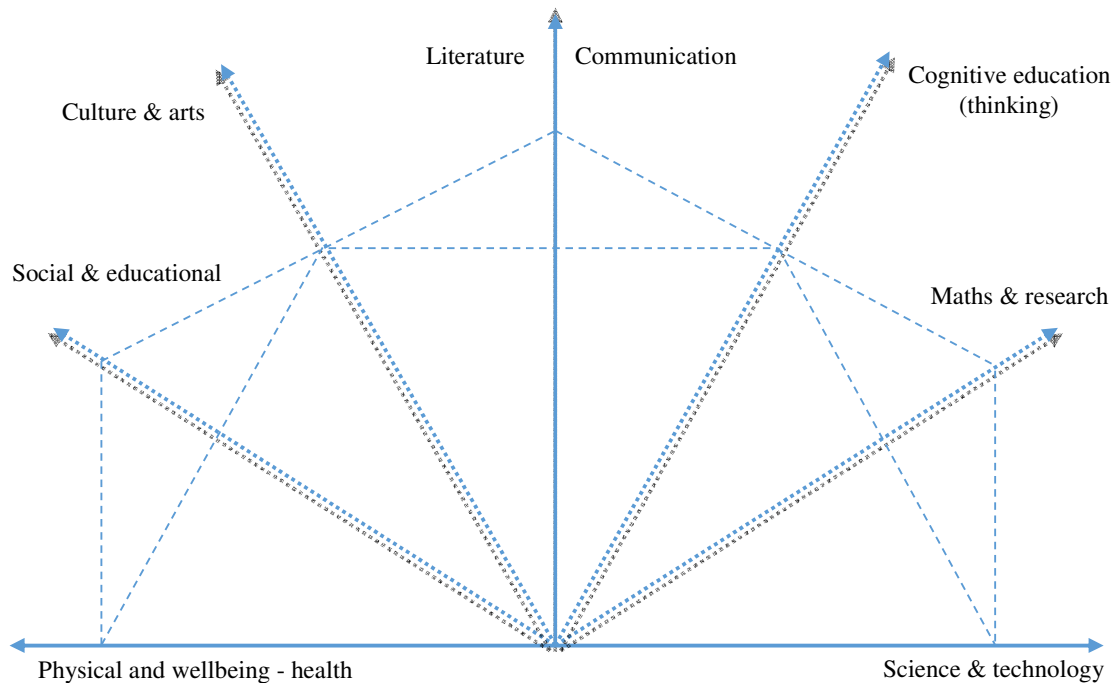 Literature
Communication
Cognitive education
(thinking)
Culture & arts
Social & educational
Maths & research
Physical and wellbeing - health
Science & technology